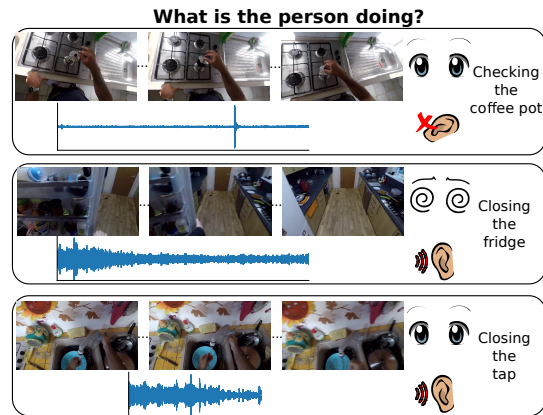 What is the person doing?
Checking
the
coffee pot
Closing
the
fridge
Closing
the
tap